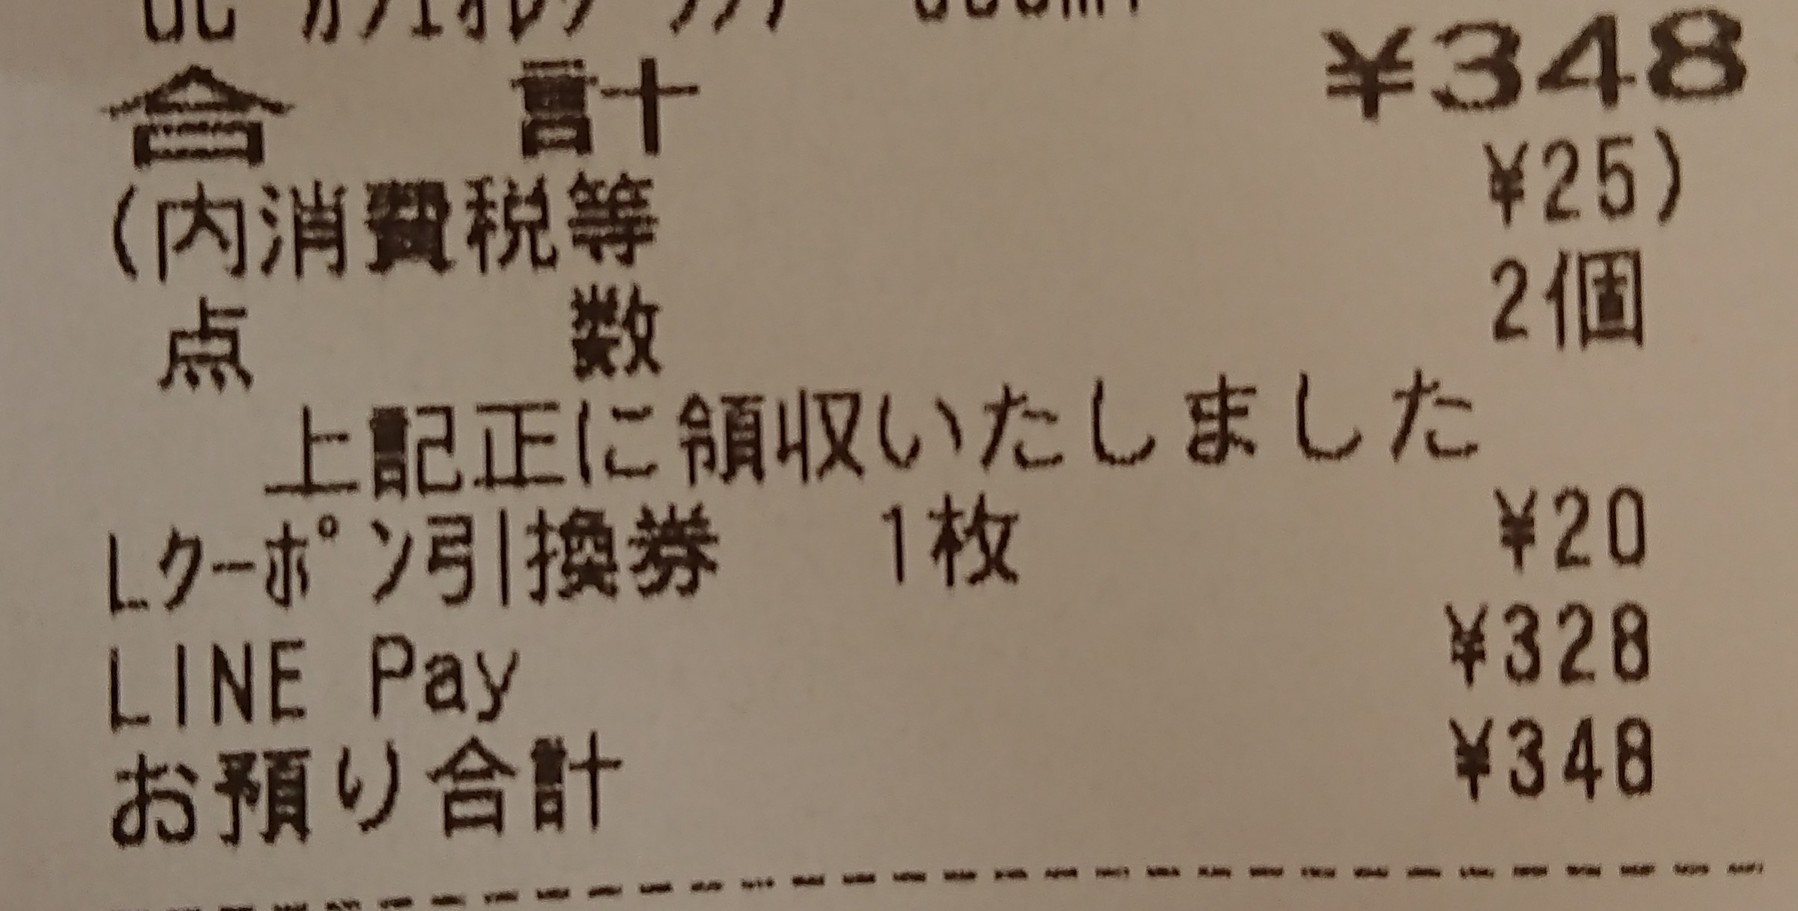 合 計 ¥348
(内消費税等 ¥25)
点 数 2個
上記正に領収いたしました
Lクーポン引換券 1枚 ¥20
LINE Pay ¥328
お預り合計 ¥348